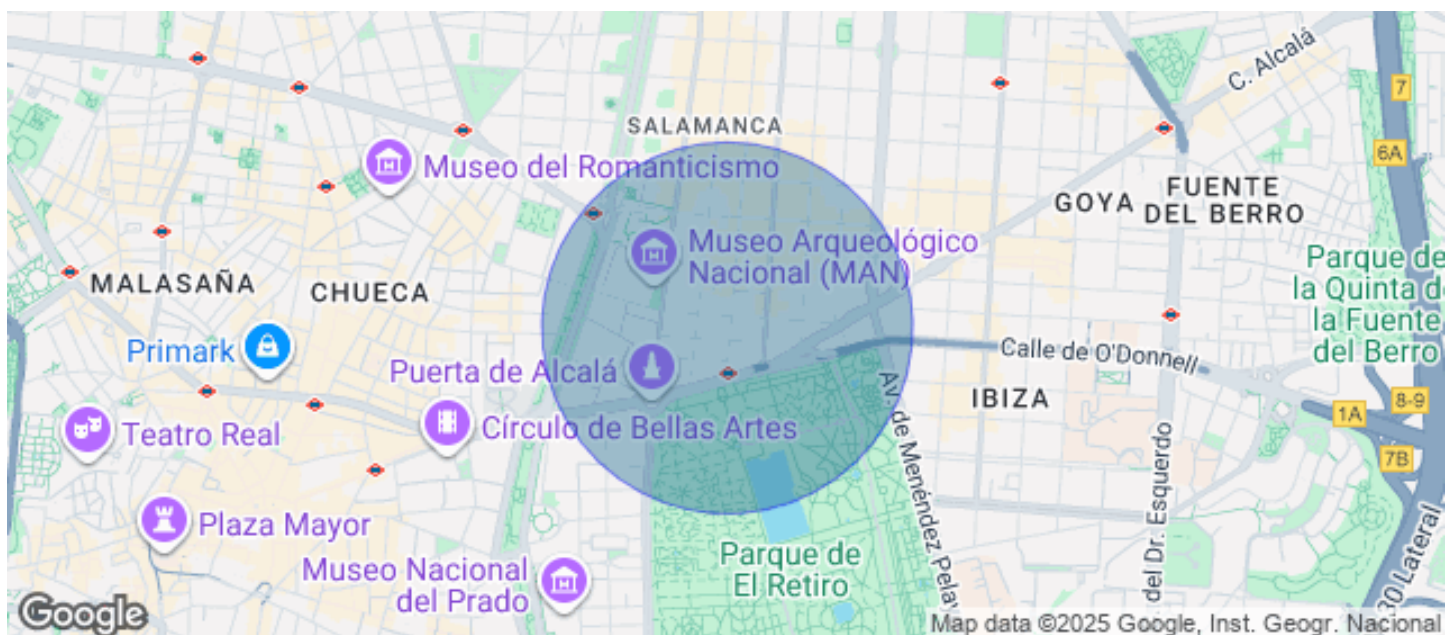 C. Alcalá
7
6A
SALAMANCA
Museo del Romanticismo
GOYA
FUENTE
DEL BERRO
Museo Arqueológico
Nacional (MAN)
MALASAÑA
CHUECA
Parque de
la Quinta de
la Fuente
del Berro
Primark
Puerta de Alcalá
Calle de O'Donnell
IBIZA
Av. de Menéndez Pelay
8-9
1A
7B
Teatro Real
Círculo de Bellas Artes
Plaza Mayor
del Dr. Esquerdo
30 Lateral
Parque de
El Retiro
Museo Nacional
del Prado
Google
Map data ©2025 Google, Inst. Geogr. Nacional